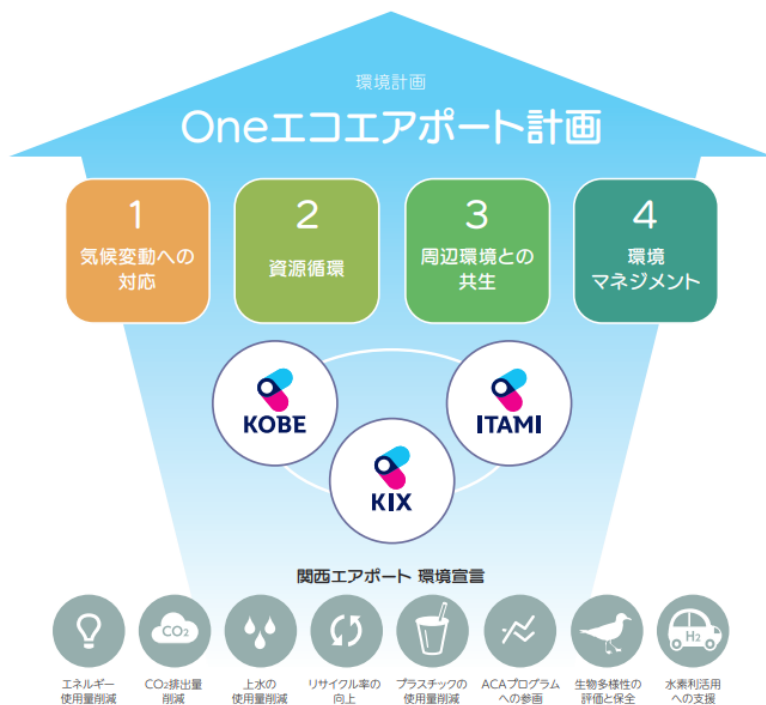 環境計画
Oneエコエアポート計画
1
気候変動への
対応
2
資源循環
3
周辺環境との
共生
4
環境
マネジメント
KOBE
ITAMI
KIX
関西エアポート 環境宣言
CO2
H2
エネルギー
使用量削減
CO2排出量
削減
上水の
使用量削減
リサイクル率の
向上
プラスチックの
使用量削減
ACAプログラム
への参画
生物多様性の
評価と保全
水素利活用
への支援